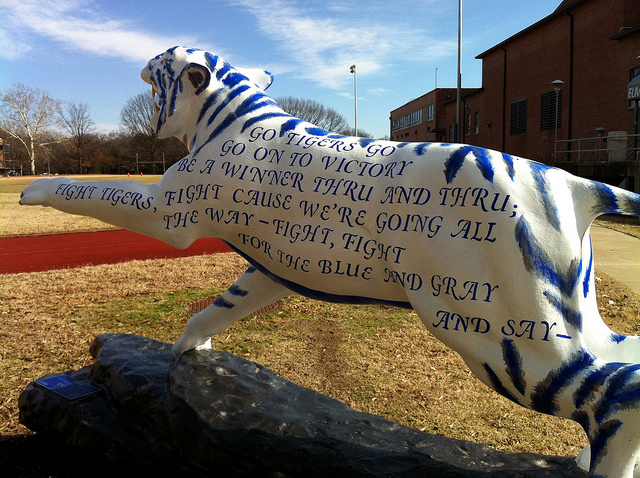 GO TIGERS GO
GO ON TO VICTORY
BE A WINNER THRU AND THRU;
FIGHT TIGERS, FIGHT CAUSE WE'RE GOING ALL
THE WAY – FIGHT, FIGHT
FOR THE BLUE AND GRAY
AND SAY–